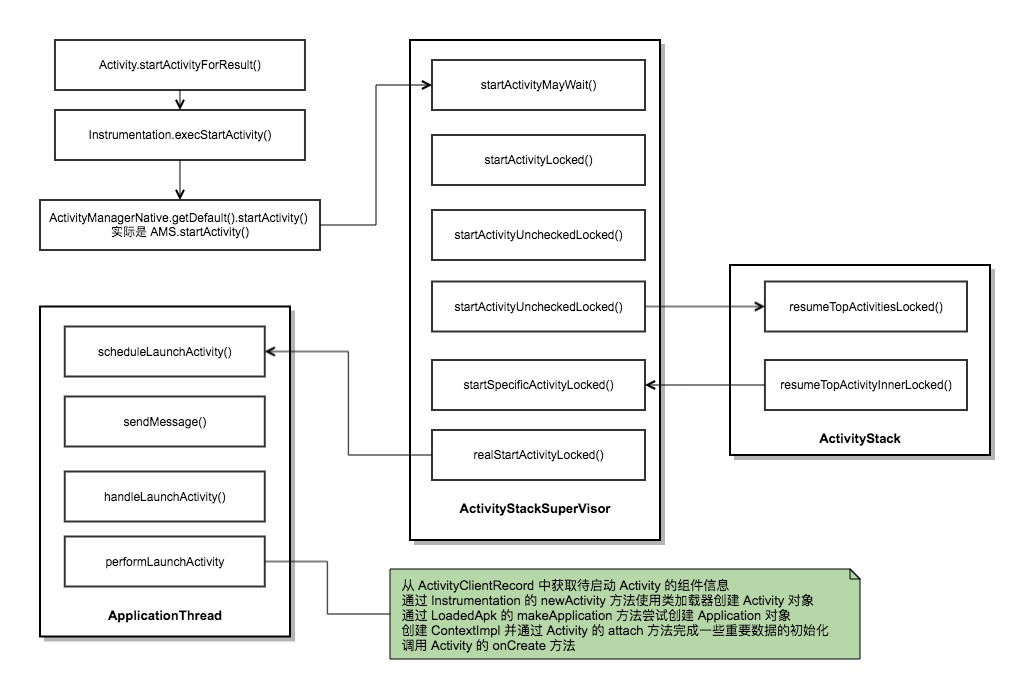 Activity.startActivityForResult()
Instrumentation.execStartActivity()
ActivityManagerNative.getDefault().startActivity()
实际是 AMS.startActivity()
startActivityMayWait()
startActivityLocked()
startActivityUncheckedLocked()
startActivityUncheckedLocked()
startSpecificActivityLocked()
realStartActivityLocked()
ActivityStackSuperVisor
resumeTopActivitiesLocked()
resumeTopActivityInnerLocked()
ActivityStack
scheduleLaunchActivity()
sendMessage()
handleLaunchActivity()
performLaunchActivity
ApplicationThread
从 ActivityClientRecord 中获取待启动 Activity 的组件信息
通过 Instrumentation 的 newActivity 方法使用类加载器创建 Activity 对象
通过 LoadedApk 的 makeApplication 方法尝试创建 Application 对象
创建 ContextImpl 并通过 Activity 的 attach 方法完成一些重要数据的初始化
调用 Activity 的 onCreate 方法